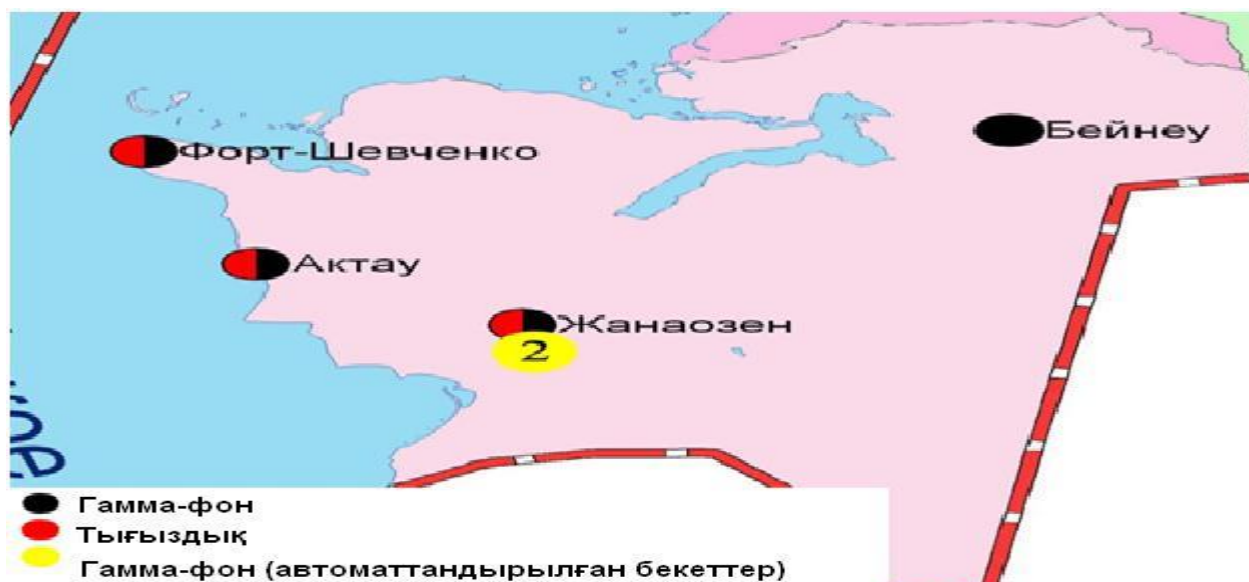 Бейнеу
Форт-Шевченко
Актау
Жанаозен
2
Гамма-фон
Тығыздық
Гамма-фон (автоматтандырылған бекеттер)